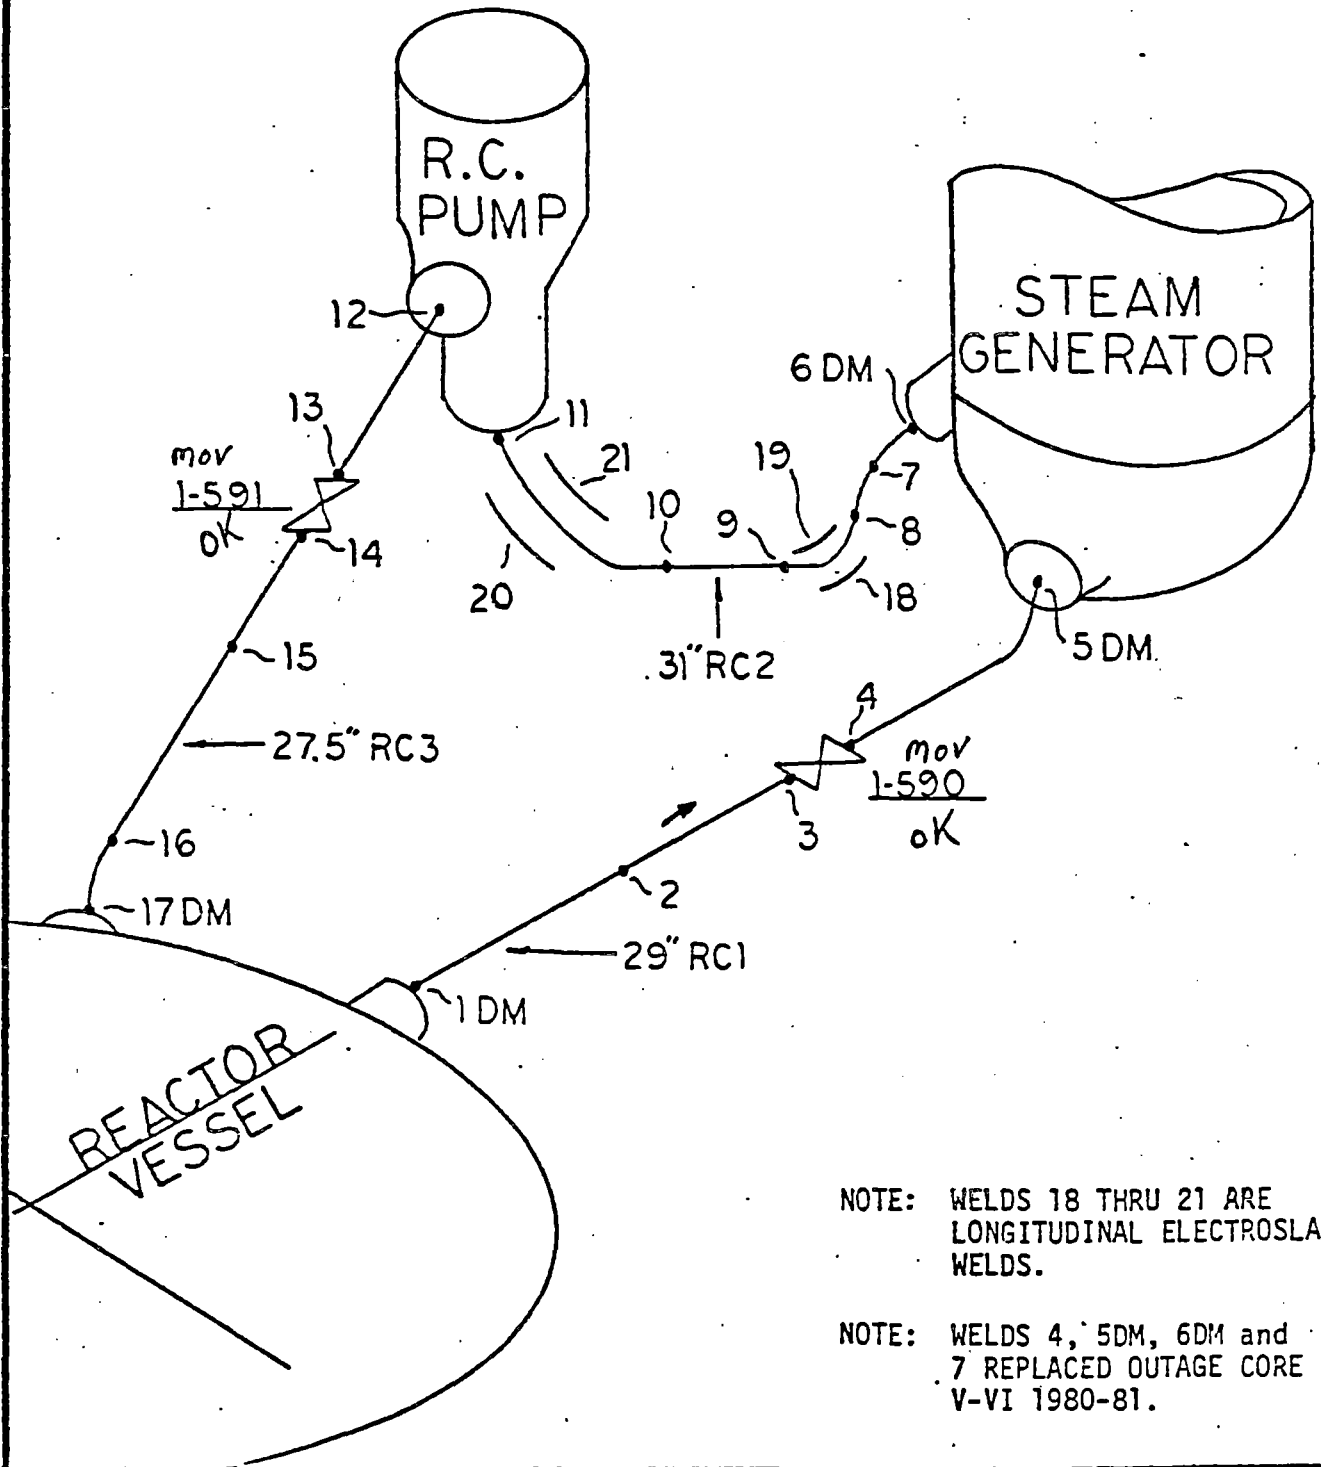 R.C.
PUMP
STEAM
GENERATOR
12
13
mov
1-591
OK
14
15
27.5" RC3
16
17 DM
11
21
20
10
9
19
18
8
7
6 DM
31" RC2
5 DM
4
mov
1-590
OK
3
2
29" RC1
1 DM
REACTOR
VESSEL
NOTE: WELDS 18 THRU 21 ARE
LONGITUDINAL ELECTROSLA
WELDS.
NOTE: WELDS 4, 5DM, 6DM and
7 REPLACED OUTAGE CORE
V-VI 1980-81.